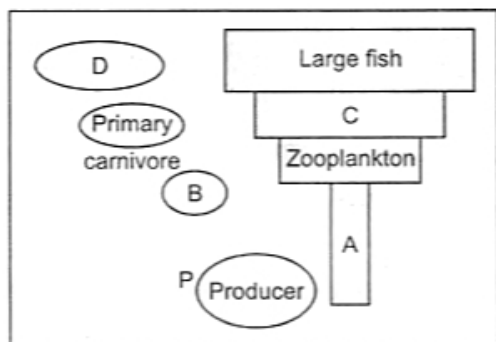 D
Large fish
Primary
carnivore
C
Zooplankton
B
A
P
Producer